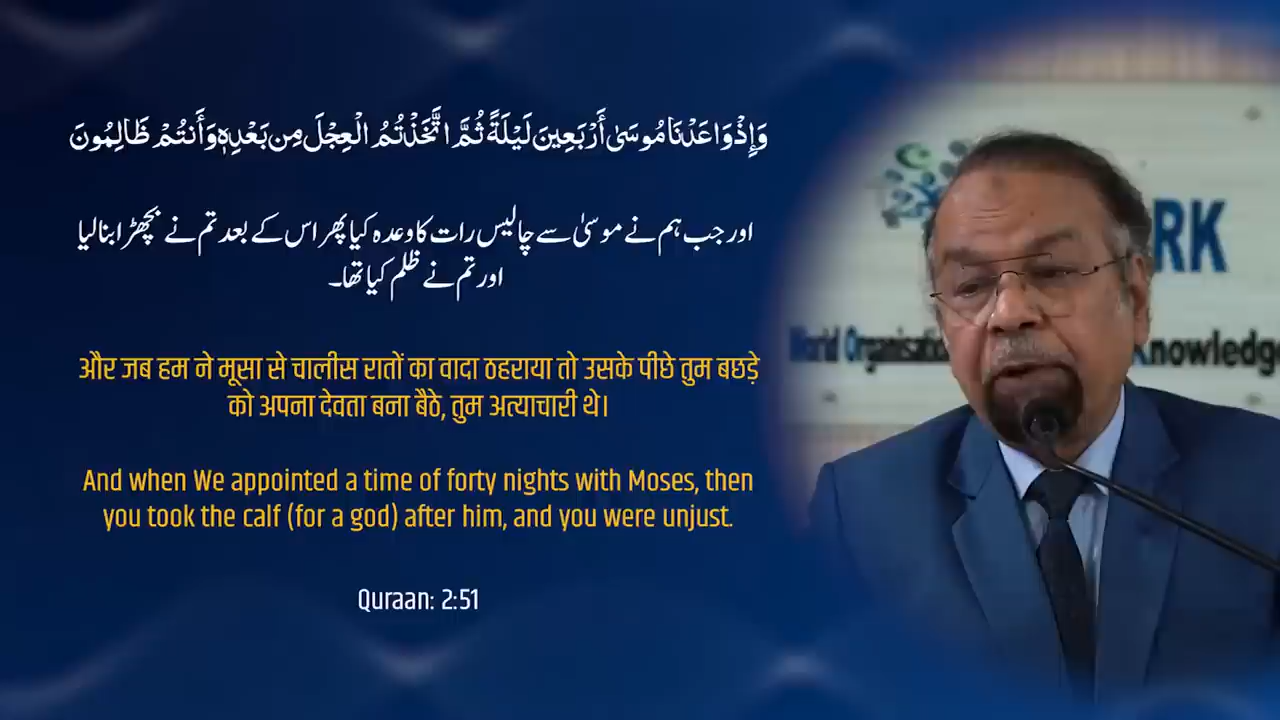 وَإِذْ وَاعَدْنَا مُوسَىٰ أَرْبَعِينَ لَيْلَةً ثُمَّ اتَّخَذْتُمُ الْعِجْلَ مِن بَعْدِهِ وَأَنتُمْ ظَالِمُونَ
اور جب ہم نے موسیٰ سے چالیس رات کا وعدہ کیا پھر اس کے بعد تم نے بچھڑا بنا لیا
اور تم نے ظلم کیا تھا۔
और जब हम ने मूसा से चालीस रातों का वादा ठहराया तो उसके पीछे तुम बछड़े
को अपना देवता बना बैठे, तुम अत्याचारी थे।
And when We appointed a time of forty nights with Moses, then
you took the calf (for a god) after him, and you were unjust.
Quraan: 2:51
RK
World Organisation Knowledge